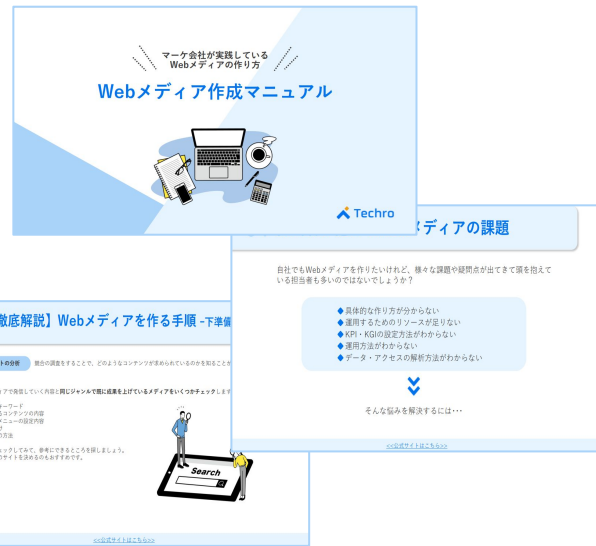 マーケ会社が実践している
Webメディアの作り方
Webメディア作成マニュアル
Techro
ディアの課題
自社でもWebメディアを作りたいけれど、様々な課題や疑問点が出てきて頭を抱えて
いる担当者も多いのではないでしょうか？
◆具体的な作り方が分からない
◆運用するためのリソースが足りない
◆KPI・KGIの設定方法がわからない
◆運用方法がわからない
◆データ・アクセスの解析方法がわからない
そんな悩みを解決するには･･･
<<公式サイトはこちら>>
底解説】Webメディアを作る手順 –下準備
トの分析 競合の調査をすることで、どのようなコンテンツが求められているのかを知ること
アで発信していく内容と同じジャンルで既に成果を上げているメディアをいくつかチェックします
ーワード
るコンテンツの内容
メニューの設定内容
の方法
ックしてみて、参考にできるところを探しましょう。
のサイトを決めるのもおすすめです。
Search
<<公式サイトはこちら>>